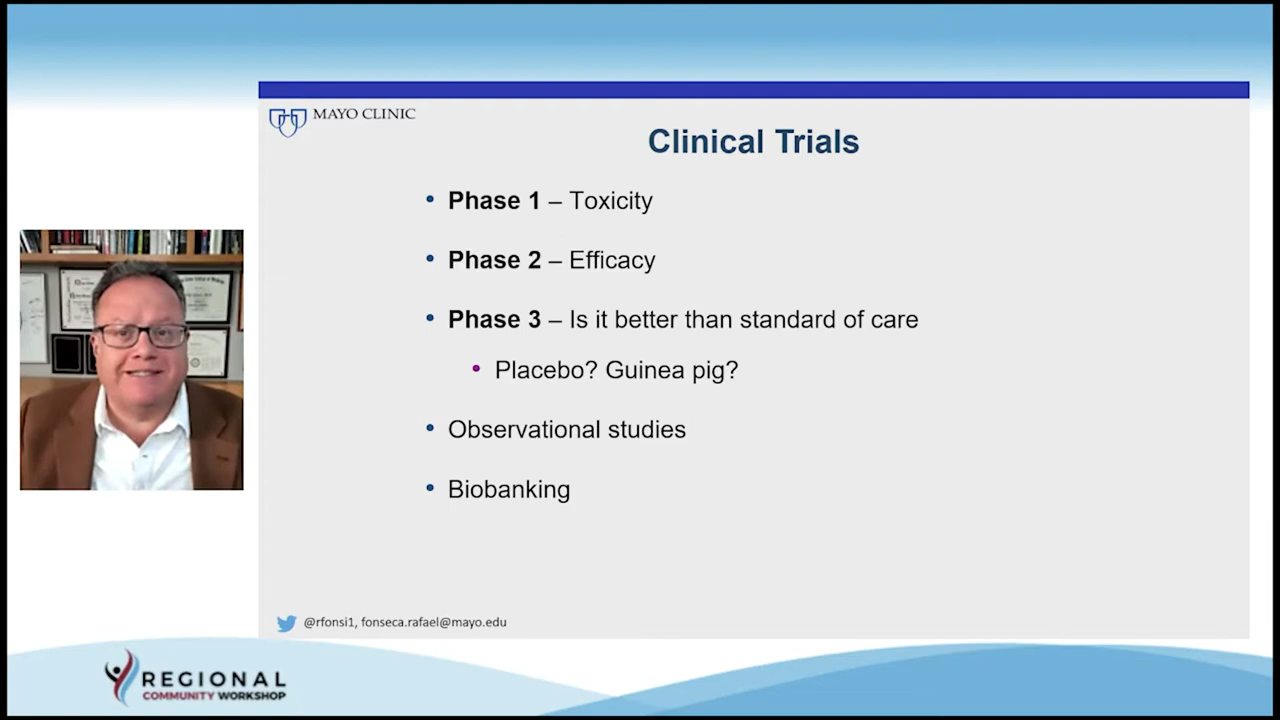 MAYO CLINIC
Clinical Trials
• Phase 1 – Toxicity
• Phase 2 – Efficacy
• Phase 3 – Is it better than standard of care
• Placebo? Guinea pig?
• Observational studies
• Biobanking
@rfonsi1, fonseca.rafael@mayo.edu
REGIONAL
COMMUNITY WORKSHOP